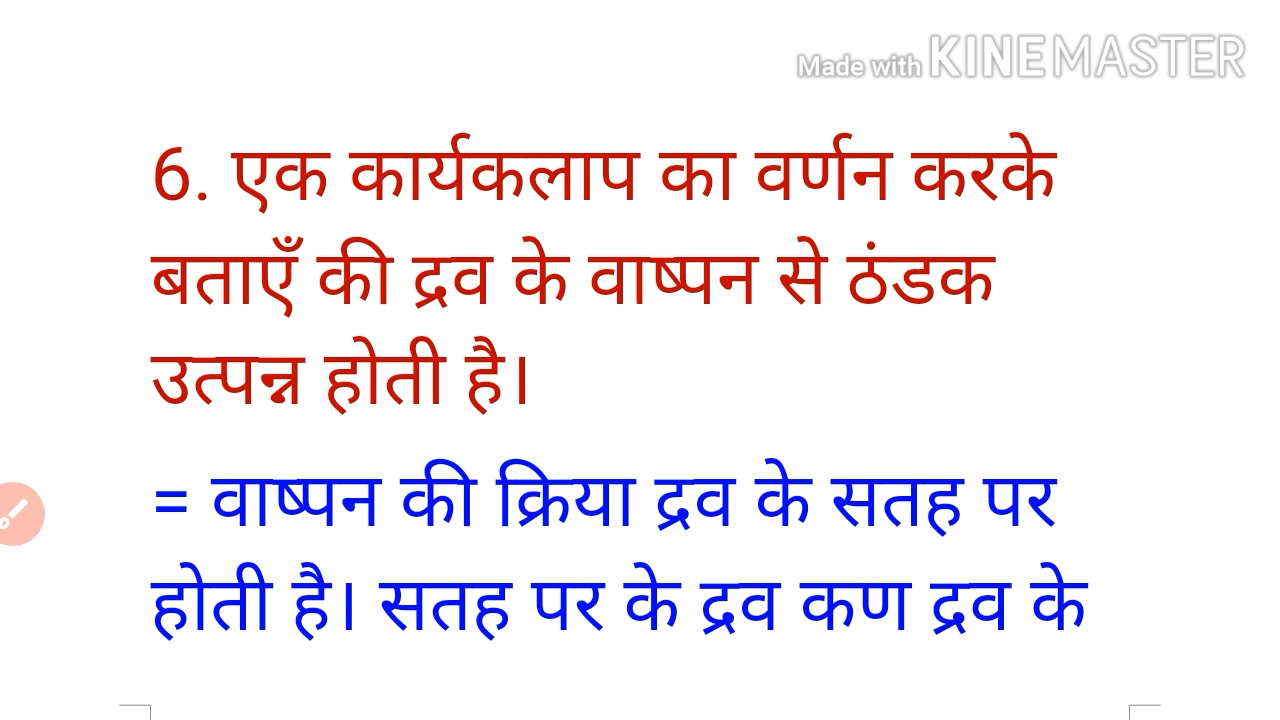 Made with KINEMASTER
6. एक कार्यकलाप का वर्णन करके
बताएँ की द्रव के वाष्पन से ठंडक
उत्पन्न होती है।
= वाष्पन की क्रिया द्रव के सतह पर
होती है। सतह पर के द्रव कण द्रव के